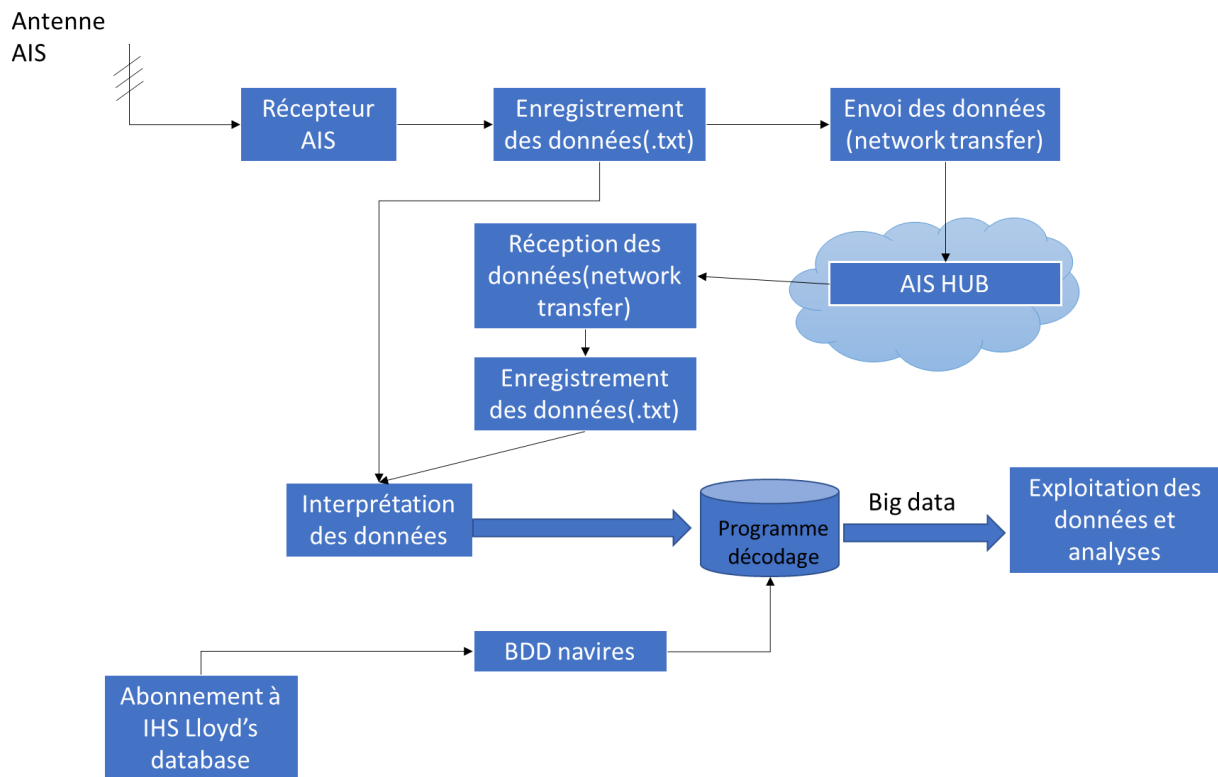 Antenne
AIS
Récepteur
AIS
Enregistrement
des données(.txt)
Envoi des données
(network transfer)
Réception des
données(network
transfer)
AIS HUB
Enregistrement
des données(.txt)
Interprétation
des données
Programme
décodage
Big data
Exploitation des
données et
analyses
BDD navires
Abonnement à
IHS Lloyd’s
database